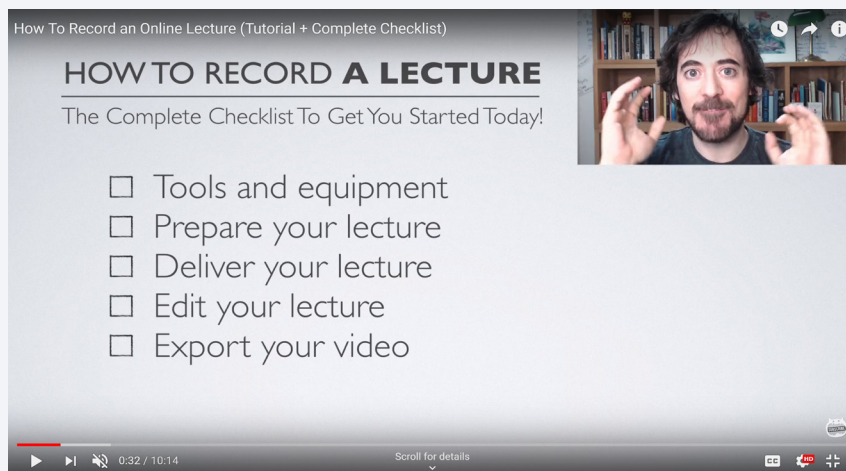 How To Record an Online Lecture (Tutorial + Complete Checklist)
HOW TO RECORD A LECTURE
The Complete Checklist To Get You Started Today!
Tools and equipment
Prepare your lecture
Deliver your lecture
Edit your lecture
Export your video
0:32 / 10:14
Scroll for details
CC
HD